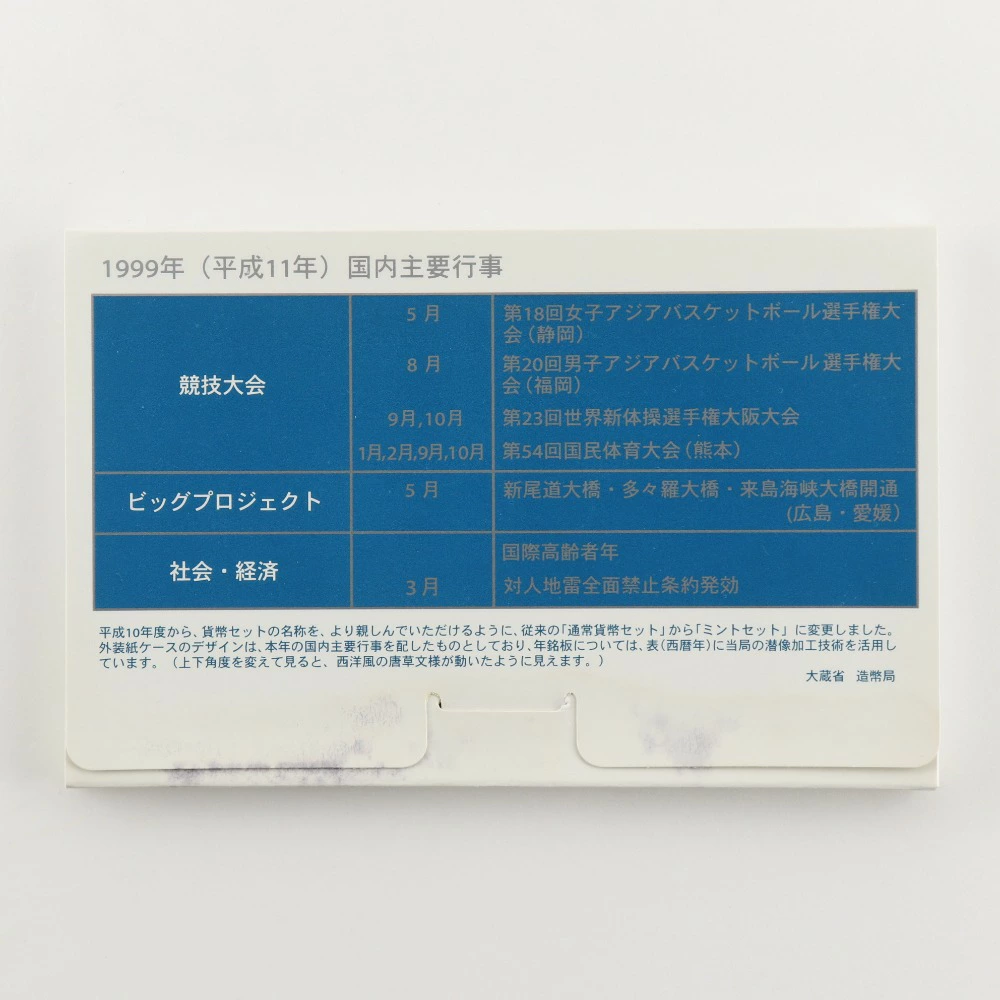 1999年（平成11年）国内主要行事
競技大会
5月
第18回女子アジアバスケットボール選手権大
会（静岡）
8月
第20回男子アジアバスケットボール選手権大
会（福岡）
9月,10月
第23回世界新体操選手権大阪大会
1月,2月,9月,10月
第54回国民体育大会（熊本）
ビッグプロジェクト
5月
新尾道大橋・多々羅大橋・来島海峡大橋開通
(広島・愛媛）
社会・経済
国際高齢者年
3月
対人地雷全面禁止条約発効
平成10年度から、貨幣セットの名称を、より親しんでいただけるように、従来の「通常貨幣セット」から「ミントセット」に変更しました。
外装紙ケースのデザインは、本年の国内主要行事を配したものとしており、年銘板については、表（西暦年）に当局の潜像加工技術を活用し
ています。（上下角度を変えて見ると、西洋風の唐草文様が動いたように見えます。）
大蔵省 造幣局